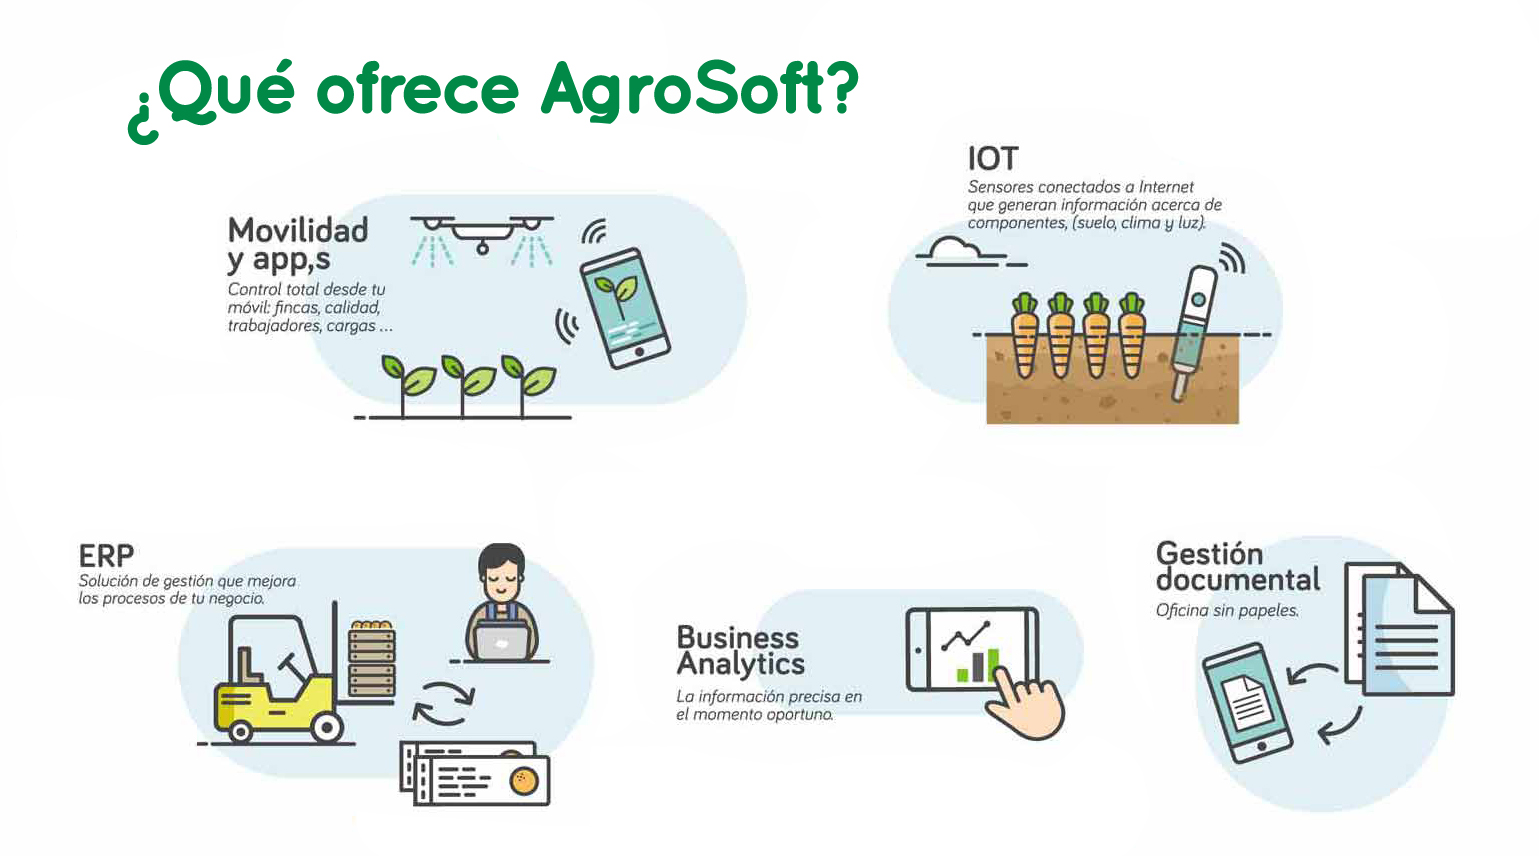 ¿Qué ofrece AgroSoft?
Movilidad
y app,s
Control total desde tu
móvil: fincas, calidad,
trabajadores, cargas ...
IOT
Sensores conectados a Internet
que generan información acerca de
componentes, (suelo, clima y luz).
ERP
Solución de gestión que mejora
los procesos de tu negocio.
Business
Analytics
La información precisa en
el momento oportuno.
Gestión
documental
Oficina sin papeles.